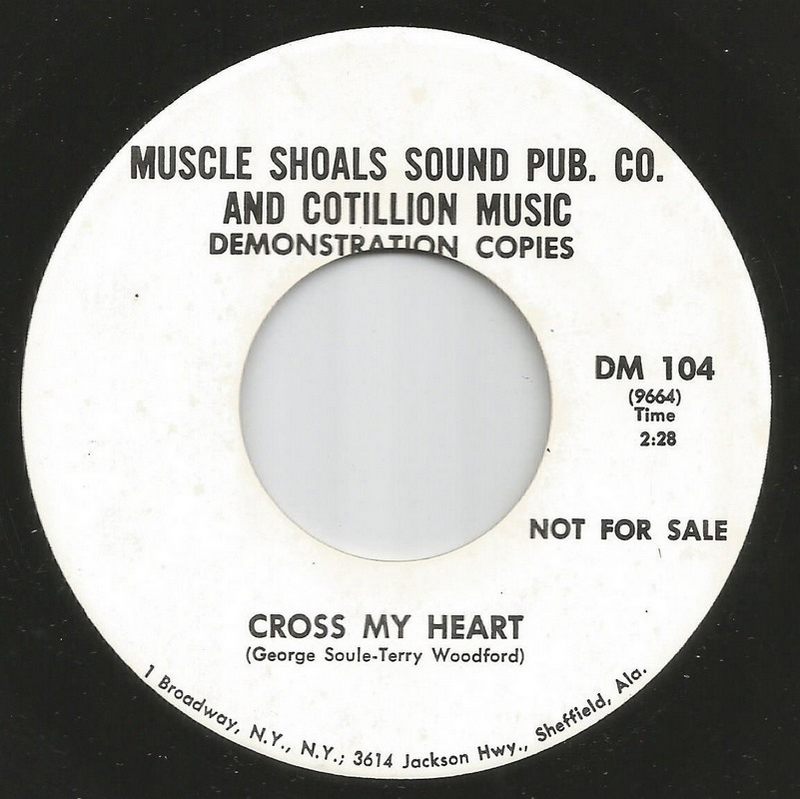 MUSCLE SHOALS SOUND PUB. CO.
AND COTILLION MUSIC
DEMONSTRATION COPIES
DM 104
(9664)
Time
2:28
NOT FOR SALE
CROSS MY HEART
(George Soule-Terry Woodford)
1 Broadway, N.Y., N.Y.; 3614 Jackson Hwy., Sheffield, Ala.